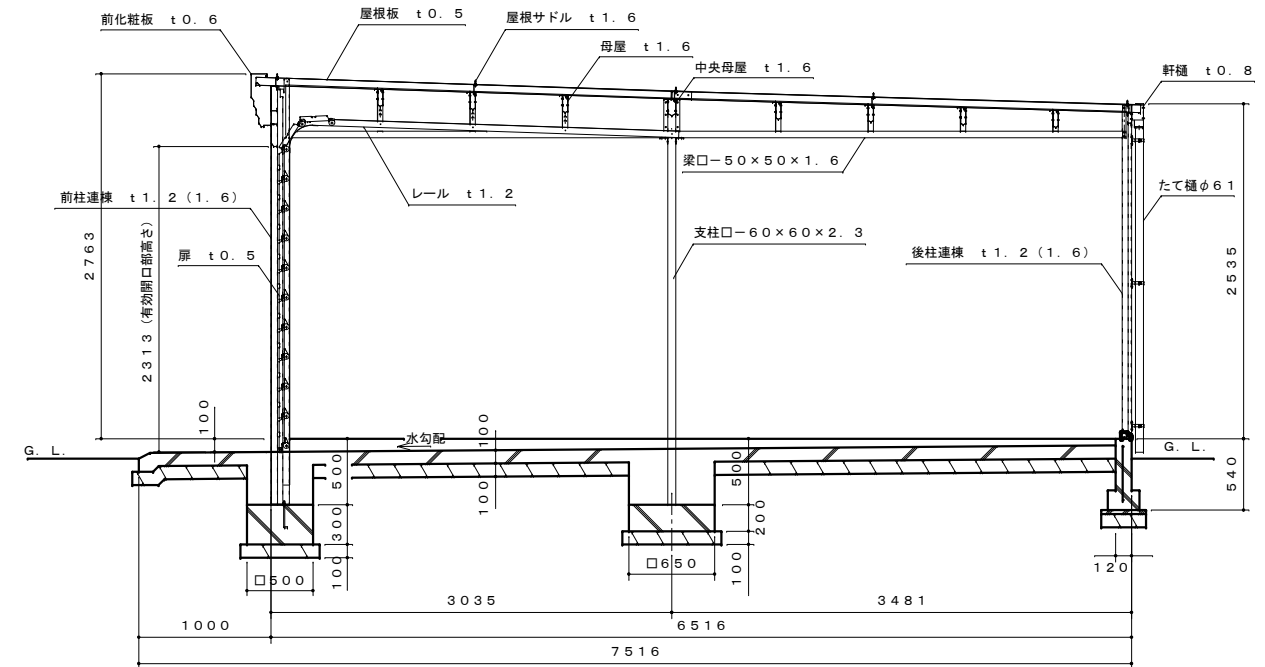 前化粧板 ｔ０．６
屋根板 ｔ０．５
屋根サドル ｔ１．６
母屋 ｔ１．６
中央母屋 ｔ１．６
軒樋 ｔ０．８
梁口－５０×５０×１．６
前柱連棟 ｔ１．２（１．６）
レール ｔ１．２
たて樋φ６１
２７６３
２３１３（有効開口部高さ）
扉 ｔ０．５
支柱口－６０×６０×２．３
後柱連棟 ｔ１．２（１．６）
２５３５
１００
水勾配
１００
Ｇ．Ｌ．
Ｇ．Ｌ．
５００
１００
５００
５４０
３００
２００
１００
１００
□５００
□６５０
１２０
３０３５
３４８１
１０００
６５１６
７５１６